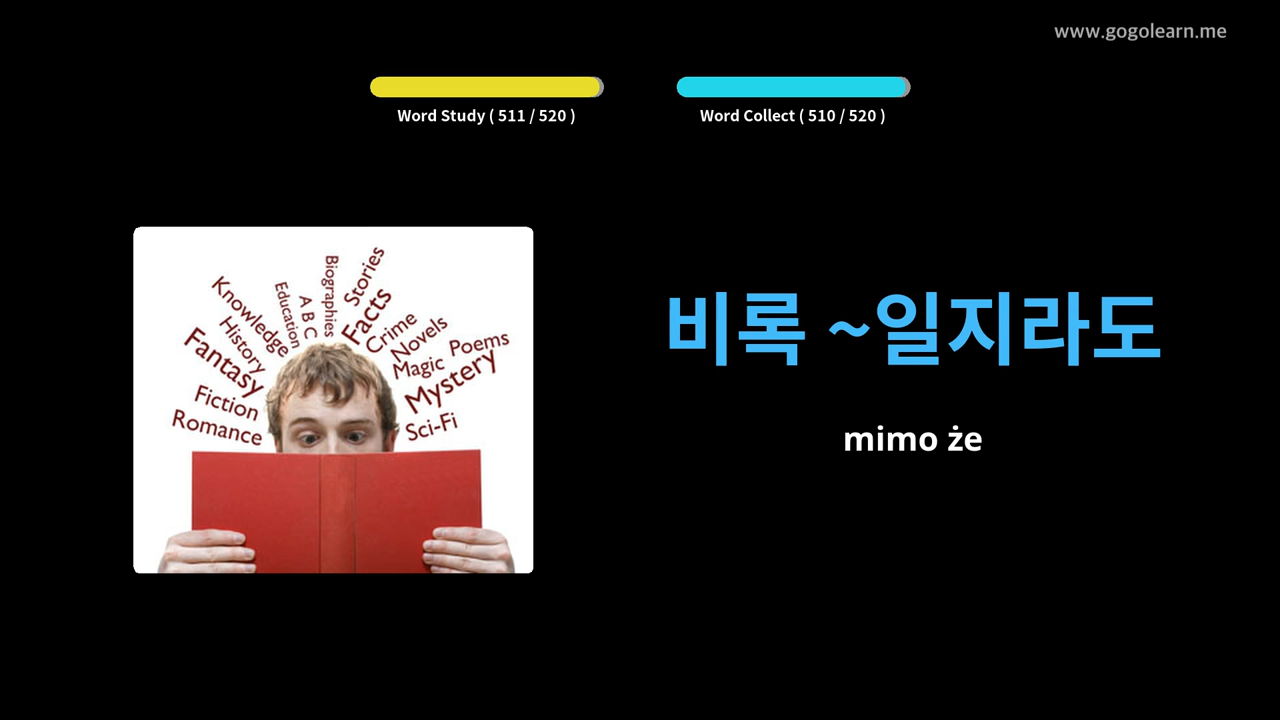 www.gogolearn.me
Word Study ( 511 / 520 )
Word Collect ( 510 / 520 )
Knowledge
History
Fantasy
Fiction
Romance
Education
A B C
Biographies
Stories
Facts
Crime
Novels
Magic
Poems
Mystery
Sci-Fi
비록 ~일지라도
mimo że